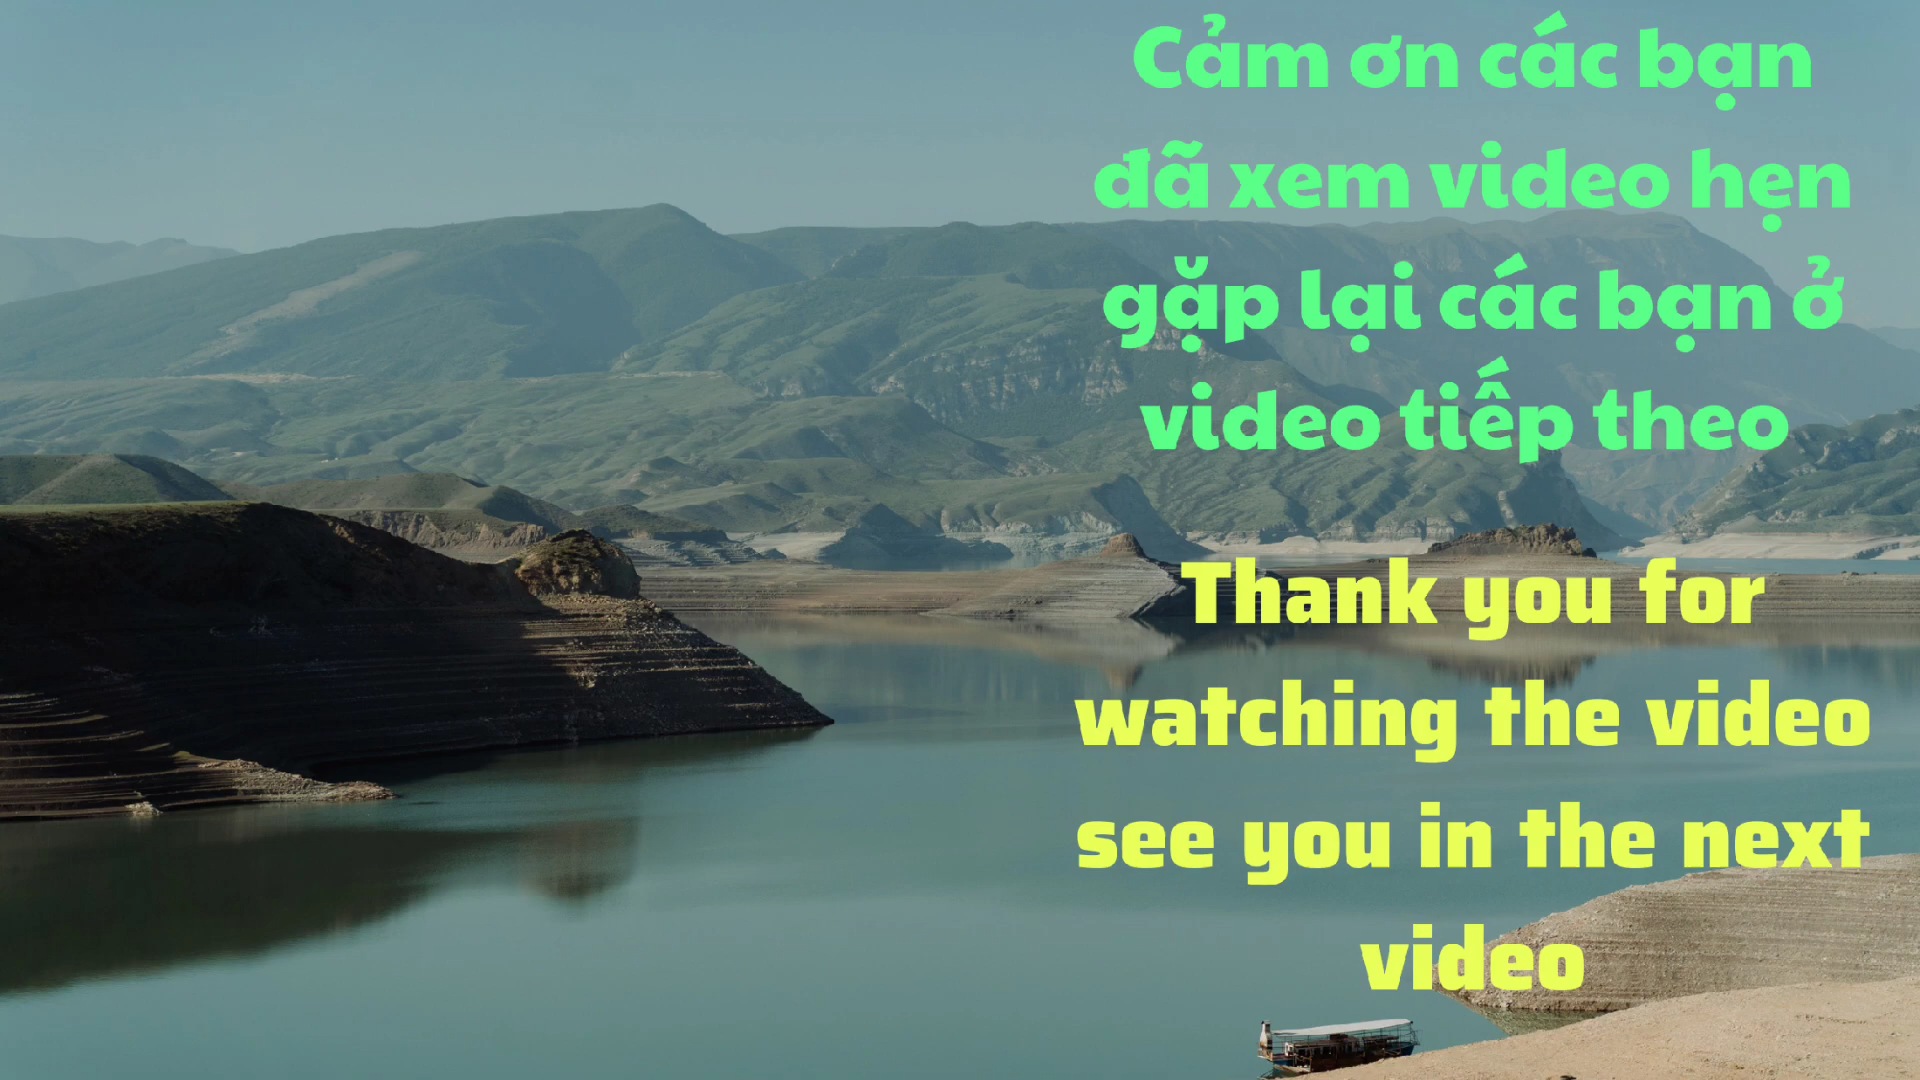 Cảm ơn các bạn
đã xem video hẹn
gặp lại các bạn ở
video tiếp theo
Thank you for
watching the video
see you in the next
video